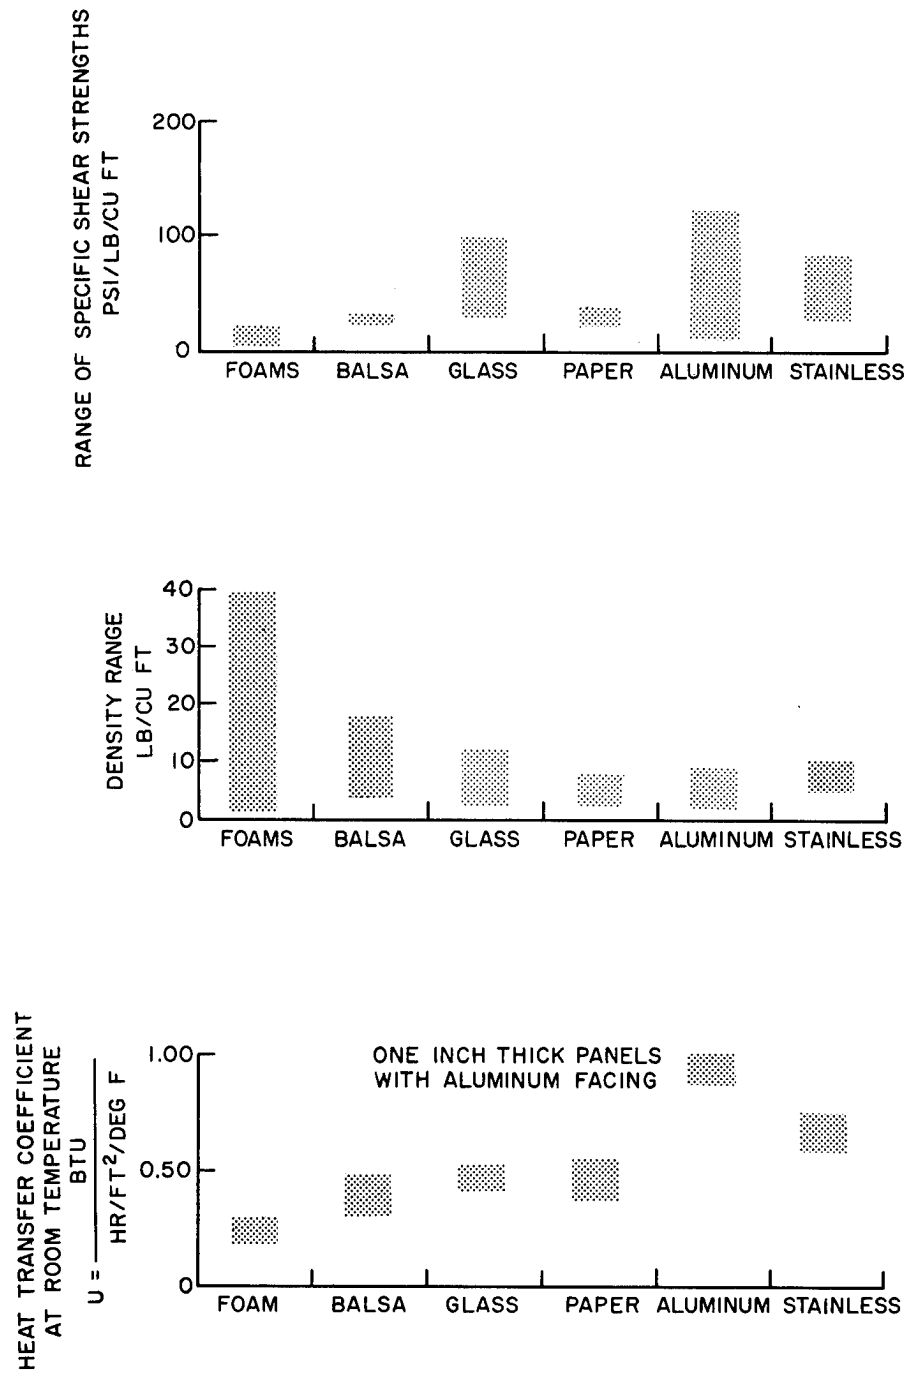 RANGE OF SPECIFIC SHEAR STRENGTHS
PSI/LB/CU FT
200
100
0
FOAMS BALSA GLASS PAPER ALUMINUM STAINLESS
DENSITY RANGE
LB/CU FT
40
30
20
10
0
FOAMS BALSA GLASS PAPER ALUMINUM STAINLESS
HEAT TRANSFER COEFFICIENT
AT ROOM TEMPERATURE
U = BTU
HR/FT²/DEG F
1.00
0.50
0
ONE INCH THICK PANELS
WITH ALUMINUM FACING
FOAM BALSA GLASS PAPER ALUMINUM STAINLESS